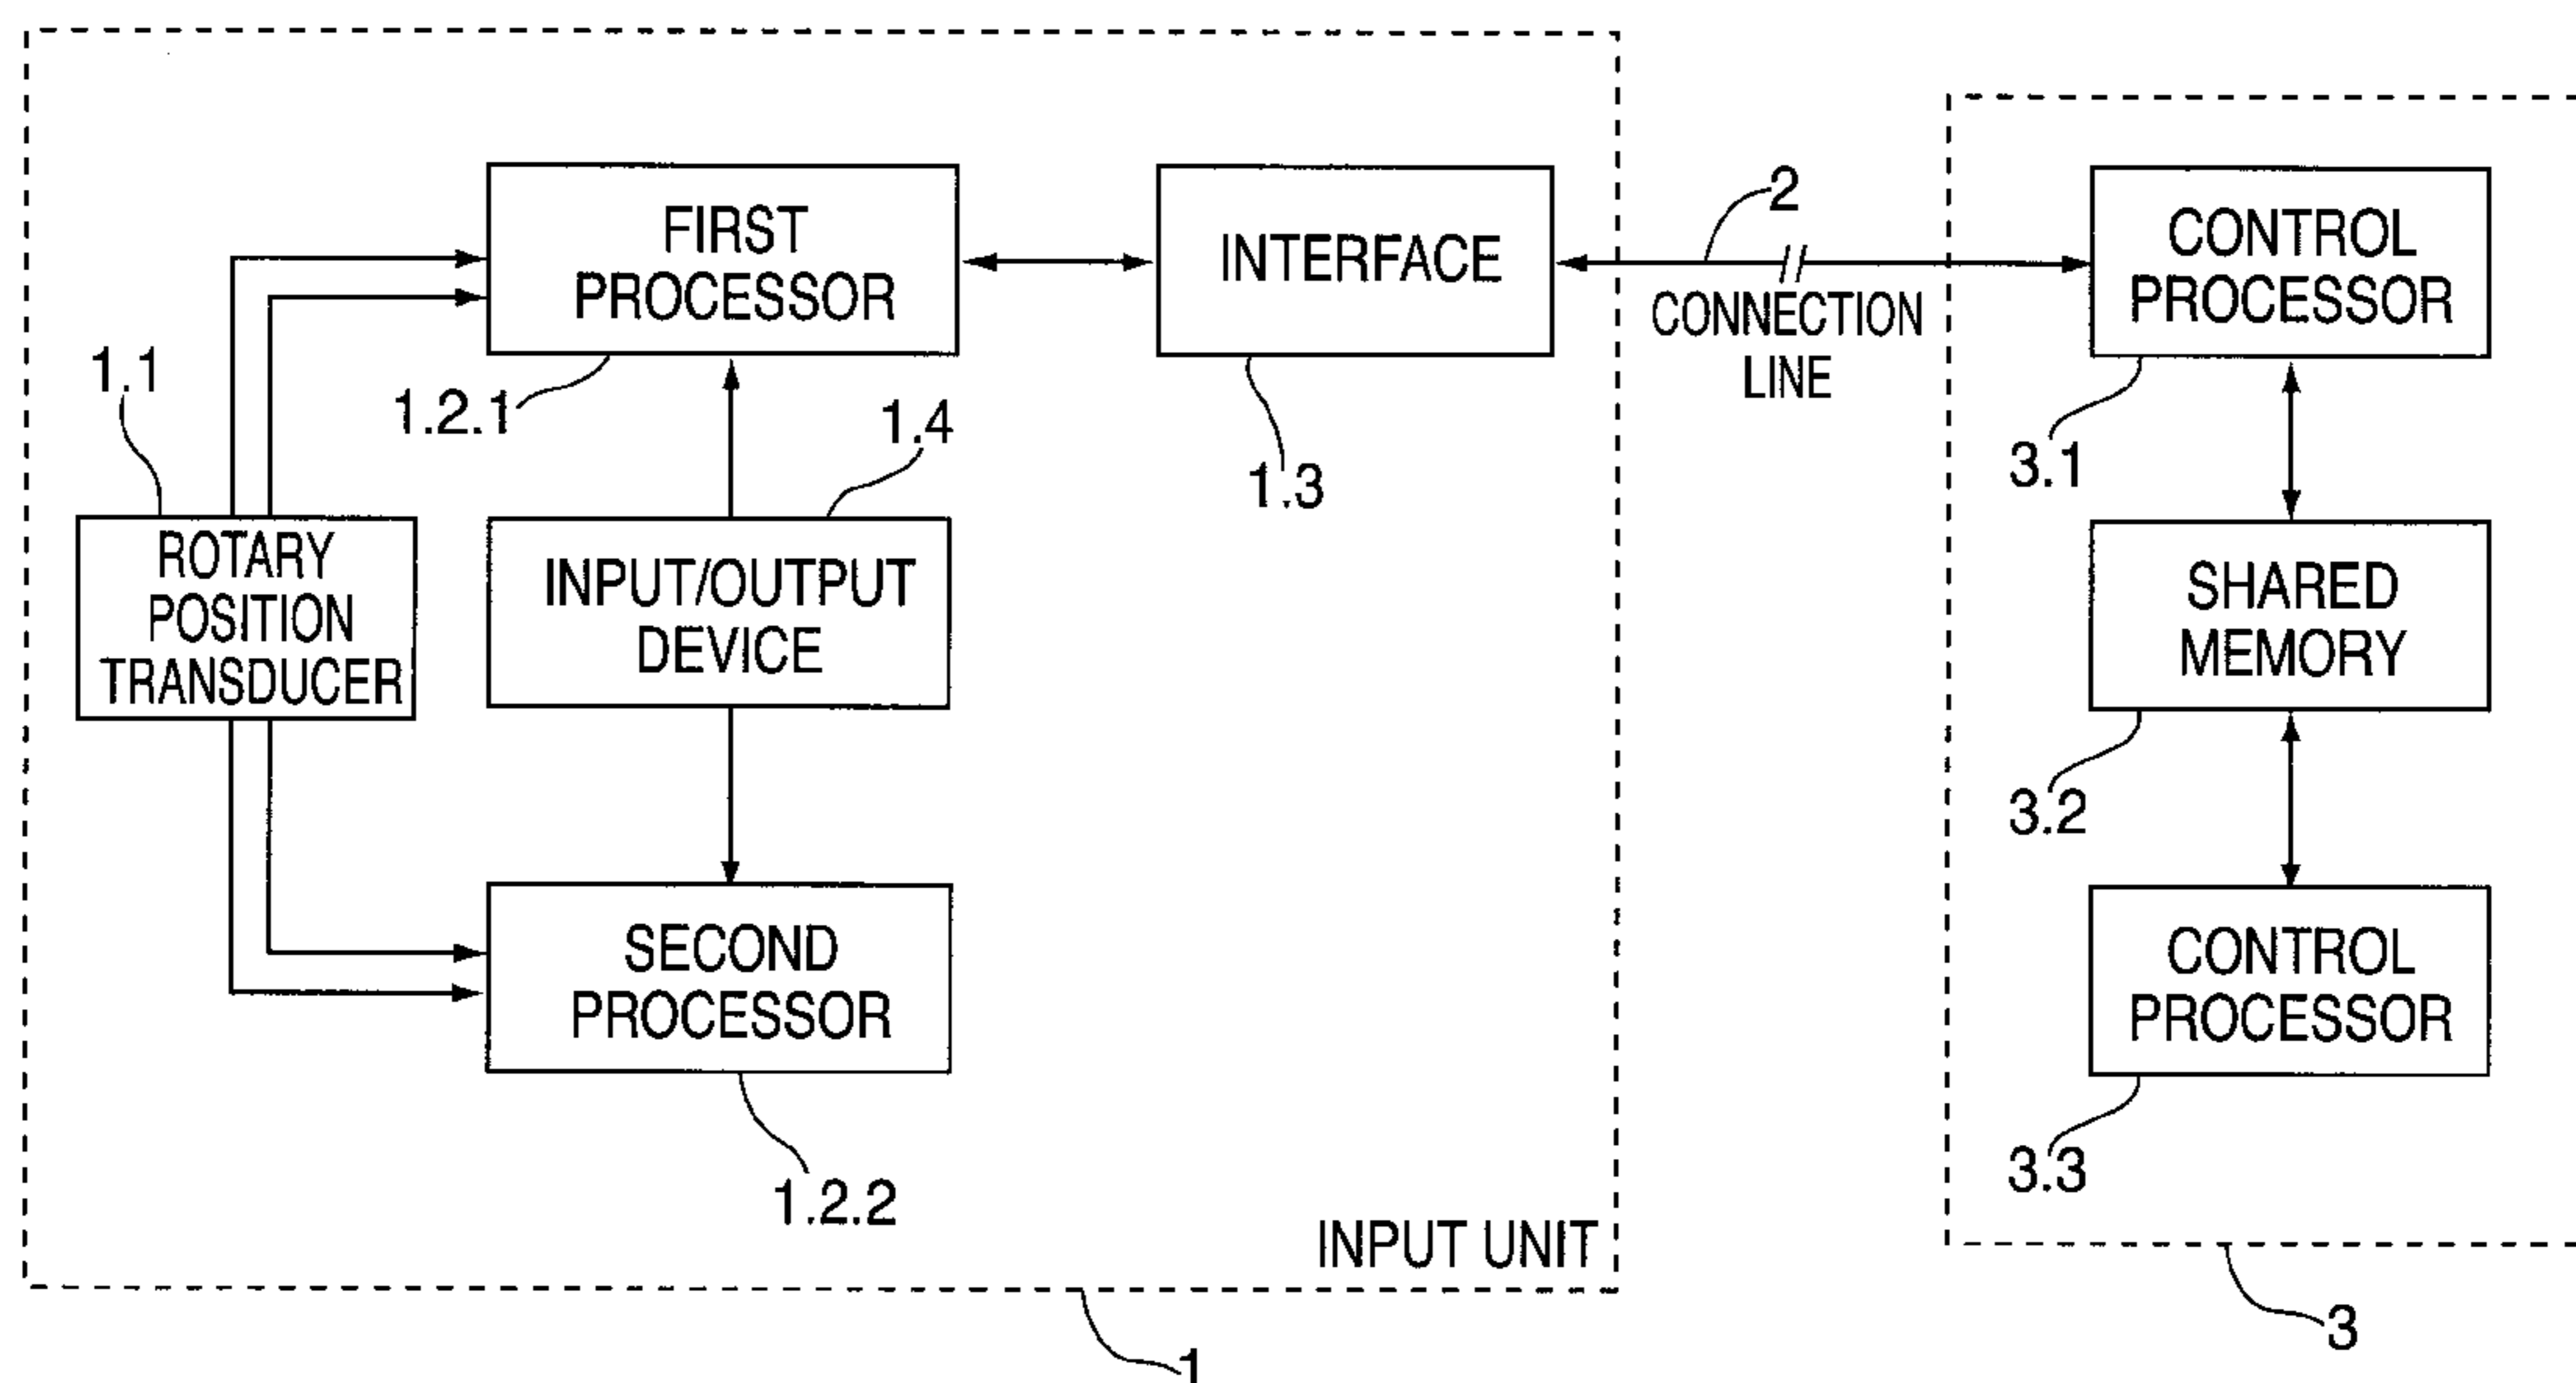 FIRST
PROCESSOR
1.2.1
INTERFACE
1.3
2
CONNECTION
LINE
CONTROL
PROCESSOR
3.1
1.1
ROTARY
POSITION
TRANSDUCER
1.4
INPUT/OUTPUT
DEVICE
SHARED
MEMORY
3.2
SECOND
PROCESSOR
1.2.2
CONTROL
PROCESSOR
3.3
INPUT UNIT
1
3